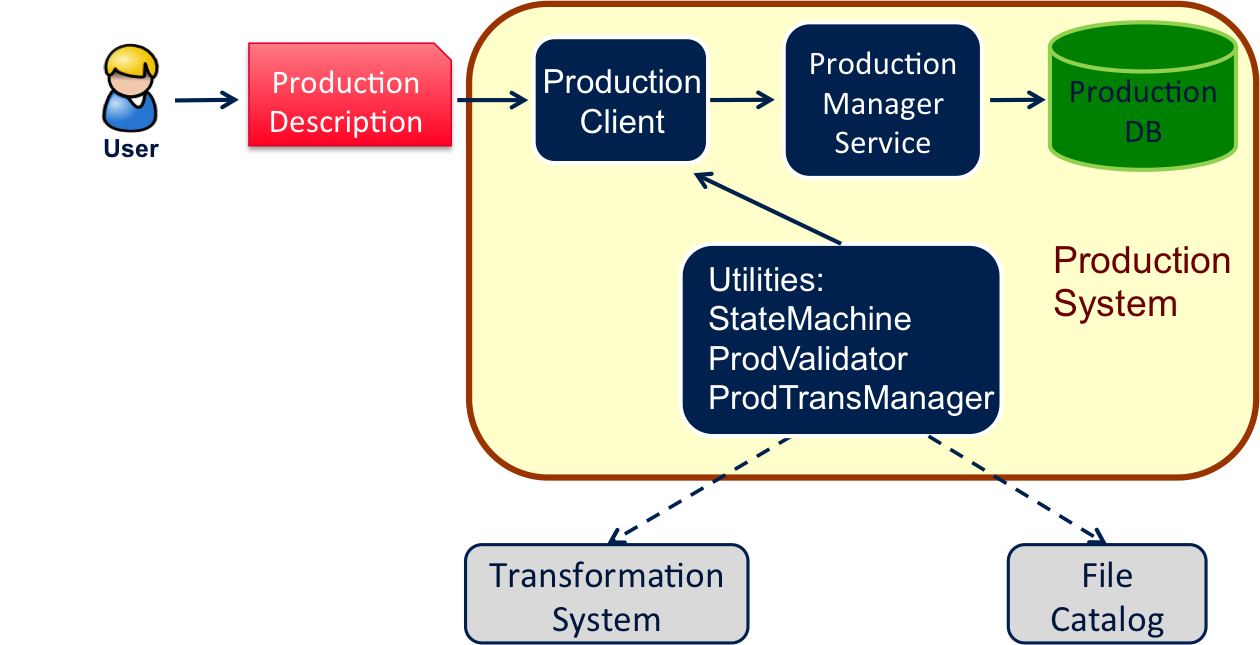 User
Production
Description
Production
Client
Production
Manager
Service
Production
DB
Utilities:
StateMachine
ProdValidator
ProdTransManager
Production
System
Transformation
System
File
Catalog